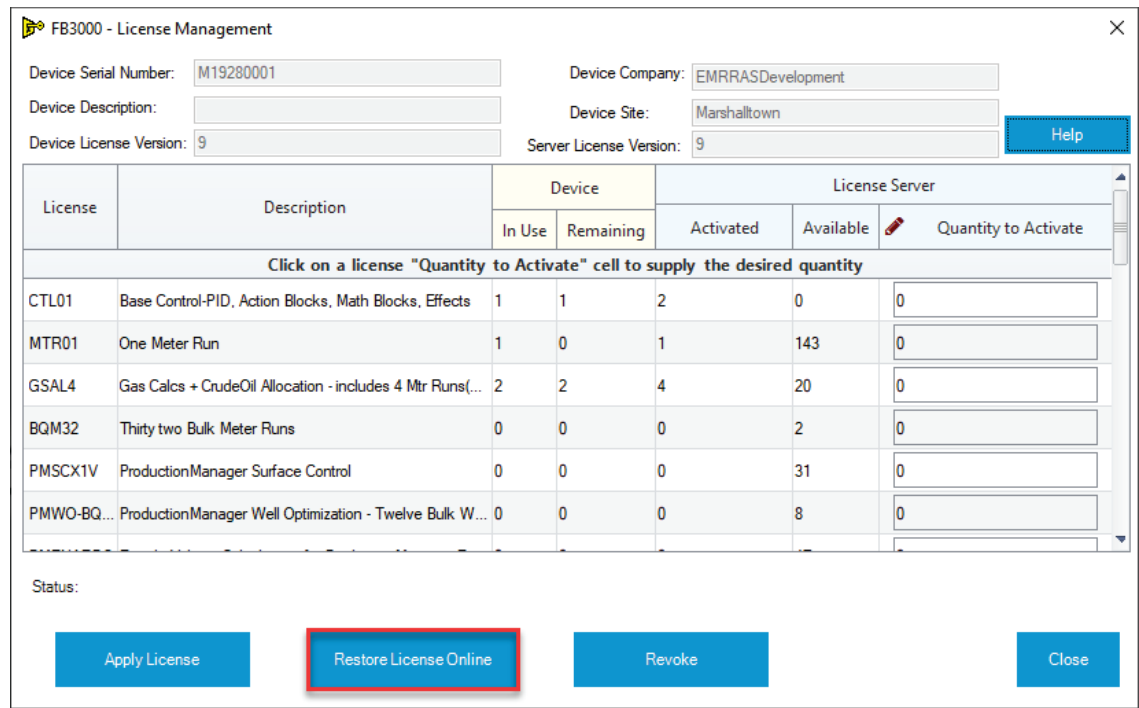 FB3000 - License Management
Device Serial Number: M19280001 Device Company: EMRRASDevelopment
Device Description: Device Site: Marshalltown
Device License Version: 9 Server License Version: 9 Help
License Description Device License Server
In Use Remaining Activated Available Quantity to Activate
Click on a license "Quantity to Activate" cell to supply the desired quantity
CTL01 Base Control-PID, Action Blocks, Math Blocks, Effects 1 1 2 0 0
MTR01 One Meter Run 1 0 1 143 0
GSAL4 Gas Calcs + CrudeOil Allocation - includes 4 Mtr Runs(... 2 2 4 20 0
BQM32 Thirty two Bulk Meter Runs 0 0 0 2 0
PMSCX1V ProductionManager Surface Control 0 0 0 31 0
PMWO-BQ... ProductionManager Well Optimization - Twelve Bulk W... 0 0 0 8 0
Status:
Apply License Restore License Online Revoke Close